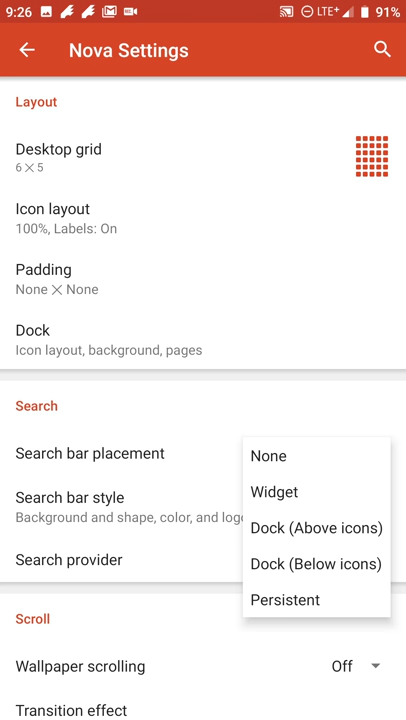 9:26 LTE+ 91%
Nova Settings
Layout
Desktop grid
6 × 5
Icon layout
100%, Labels: On
Padding
None × None
Dock
Icon layout, background, pages
Search
Search bar placement
Search bar style
Background and shape, color, and logo
Search provider
None
Widget
Dock (Above icons)
Dock (Below icons)
Persistent
Scroll
Wallpaper scrolling Off
Transition effect